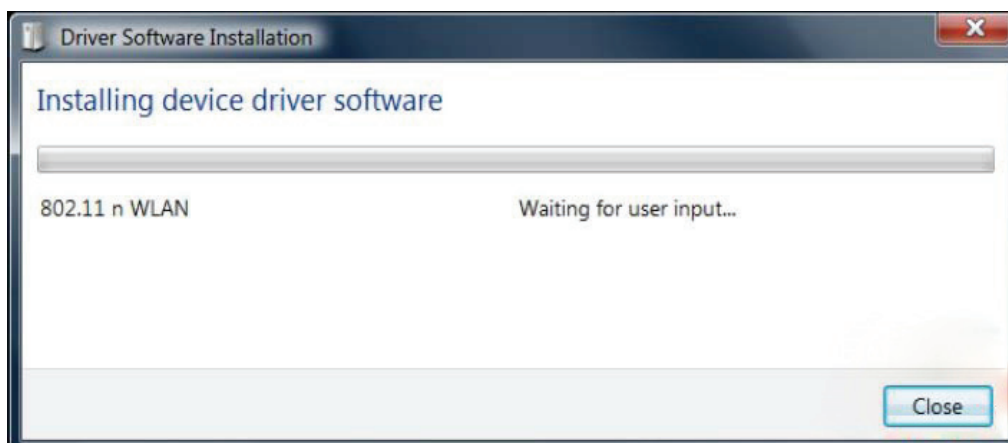 Driver Software Installation
Installing device driver software
802.11 n WLAN Waiting for user input...
Close